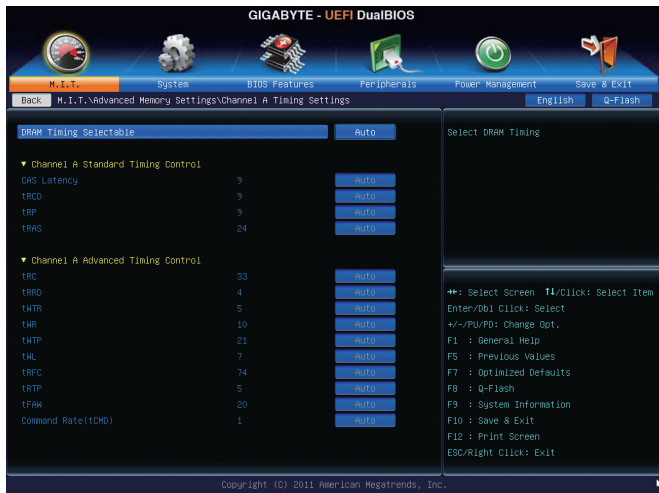 GIGABYTE - UEFI DualBIOS
M.I.T. System BIOS Features Peripherals Power Management Save & Exit
Back M.I.T.\Advanced Memory Settings\Channel A Timing Settings English Q-Flash
DRAM Timing Selectable Auto
Select DRAM Timing
▼ Channel A Standard Timing Control
CAS Latency 9 Auto
tRCD 9 Auto
tRP 9 Auto
tRAS 24 Auto
▼ Channel A Advanced Timing Control
tRC 33 Auto
tRRD 4 Auto
tWTR 5 Auto
tWR 10 Auto
tWTP 21 Auto
tWL 7 Auto
tRFC 74 Auto
tRTP 5 Auto
tFAW 20 Auto
Command Rate(tCMD) 1 Auto
→←: Select Screen ↑↓/Click: Select Item
Enter/Dbl Click: Select
+/-/PU/PD: Change Opt.
F1 : General Help
F5 : Previous Values
F7 : Optimized Defaults
F8 : Q-Flash
F9 : System Information
F10 : Save & Exit
F12 : Print Screen
ESC/Right Click: Exit
Copyright (C) 2011 American Megatrends, Inc.